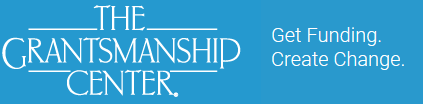 THE
GRANTSMANSHIP
CENTER.
Get Funding.
Create Change.